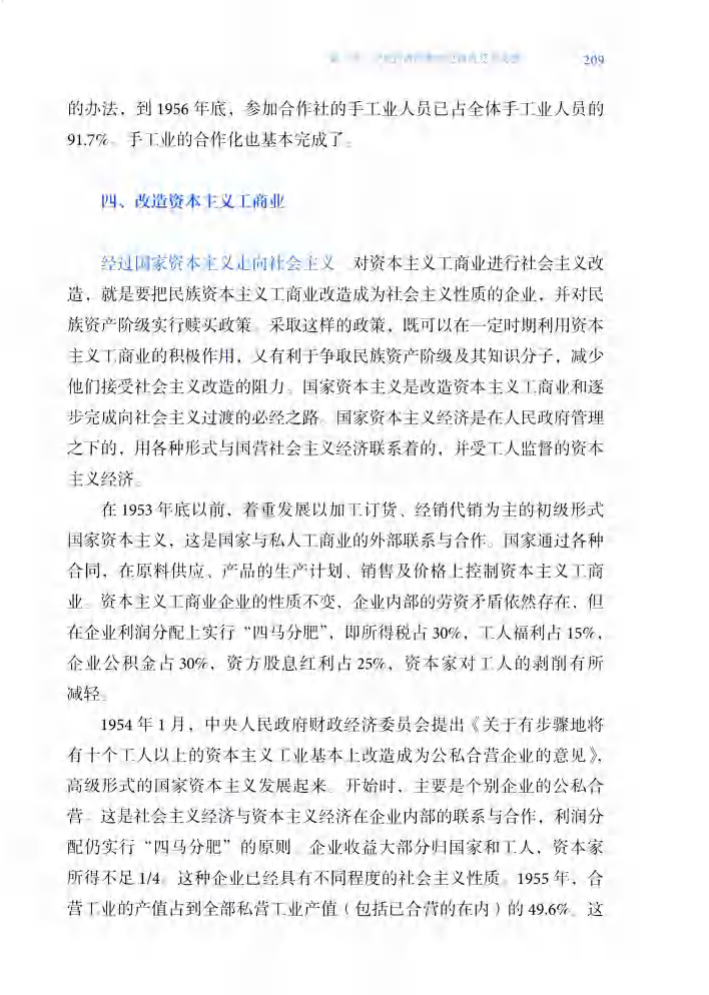 209
的办法，到 1956 年底，参加合作社的手工业人员已占全体手工业人员的
91.7%。手工业的合作化也基本完成了。
四、改造资本主义工商业
经过国家资本主义走向社会主义 对资本主义工商业进行社会主义改
造，就是要把民族资本主义工商业改造成为社会主义性质的企业，并对民
族资产阶级实行赎买政策。采取这样的政策，既可以在一定时期利用资本
主义工商业的积极作用，又有利于争取民族资产阶级及其知识分子，减少
他们接受社会主义改造的阻力。国家资本主义是改造资本主义工商业和逐
步完成向社会主义过渡的必经之路。国家资本主义经济是在人民政府管理
之下的，用各种形式与国营社会主义经济联系着的，并受工人监督的资本
主义经济。
在 1953 年底以前，着重发展以加工订货、经销代销为主的初级形式
国家资本主义，这是国家与私人工商业的外部联系与合作。国家通过各种
合同，在原料供应、产品的生产计划、销售及价格上控制资本主义工商
业。资本主义工商业企业的性质不变，企业内部的劳资矛盾依然存在，但
在企业利润分配上实行“四马分肥”，即所得税占 30%，工人福利占 15%，
企业公积金占 30%，资方股息红利占 25%，资本家对工人的剥削有所
减轻。
1954 年 1 月，中央人民政府财政经济委员会提出《关于有步骤地将
有十个工人以上的资本主义工业基本上改造成为公私合营企业的意见》，
高级形式的国家资本主义发展起来。开始时，主要是个别企业的公私合
营。这是社会主义经济与资本主义经济在企业内部的联系与合作，利润分
配仍实行“四马分肥”的原则。企业收益大部分归国家和工人，资本家
所得不足 1/4。这种企业已经具有不同程度的社会主义性质。1955 年，合
营工业的产值占到全部私营工业产值（包括已合营的在内）的 49.6%。这